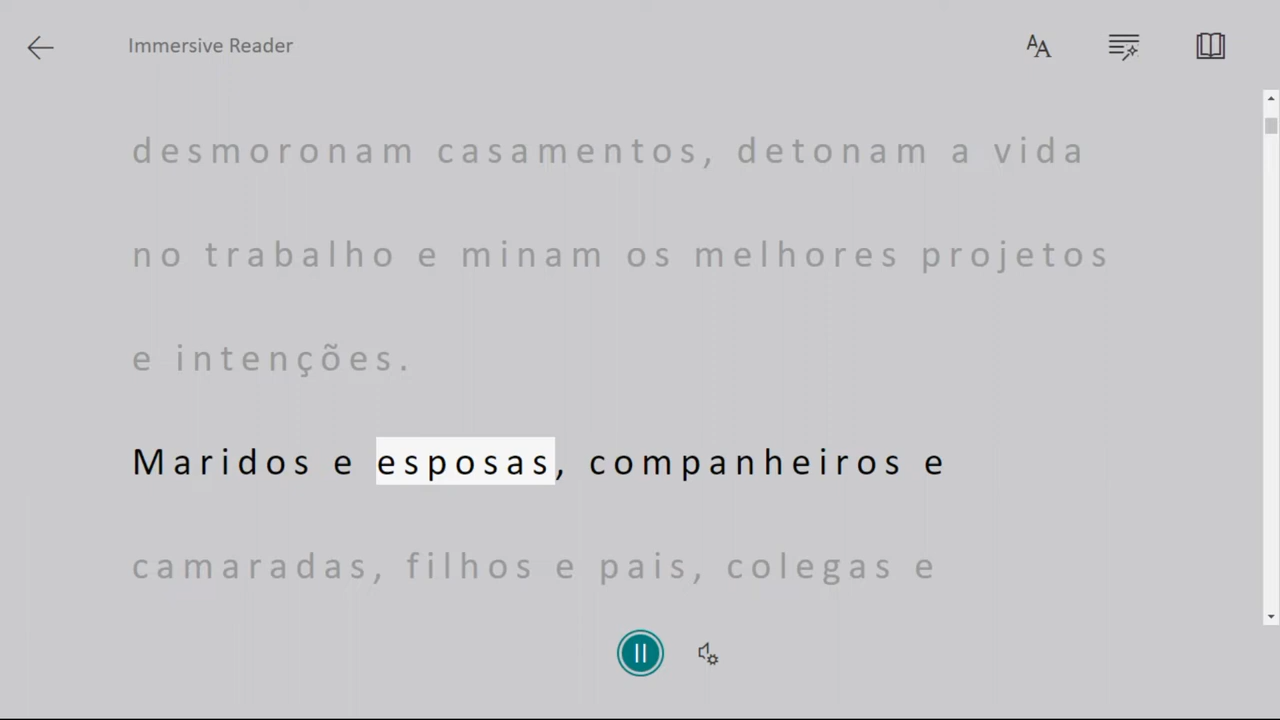 Immersive Reader
desmoronam casamentos, detonam a vida
no trabalho e minam os melhores projetos
e intenções.
Maridos e esposas, companheiros e
camaradas, filhos e pais, colegas e